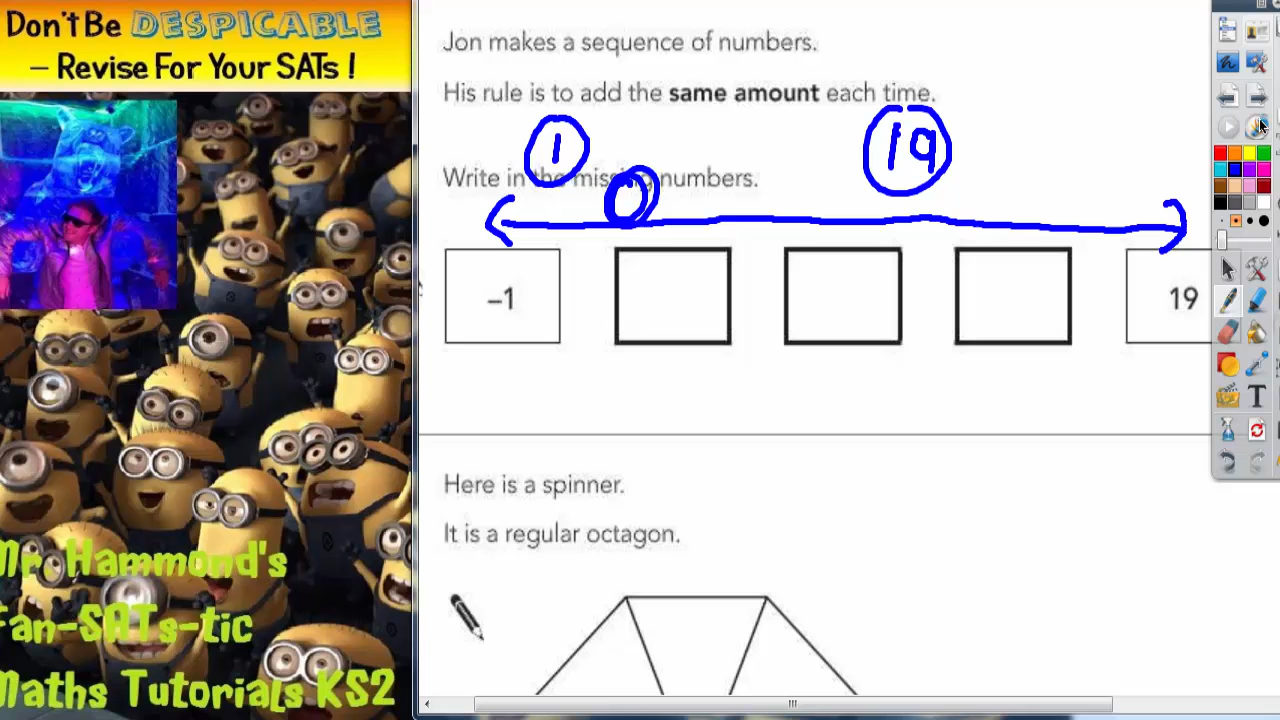 Don't Be DESPICABLE
– Revise For Your SATs !
Jon makes a sequence of numbers.
His rule is to add the same amount each time.
1
19
Write in the missing numbers.
0
–1
19
Here is a spinner.
It is a regular octagon.
Mr. Hammond's
Fan-SATs-tic
Maths Tutorials KS2
T